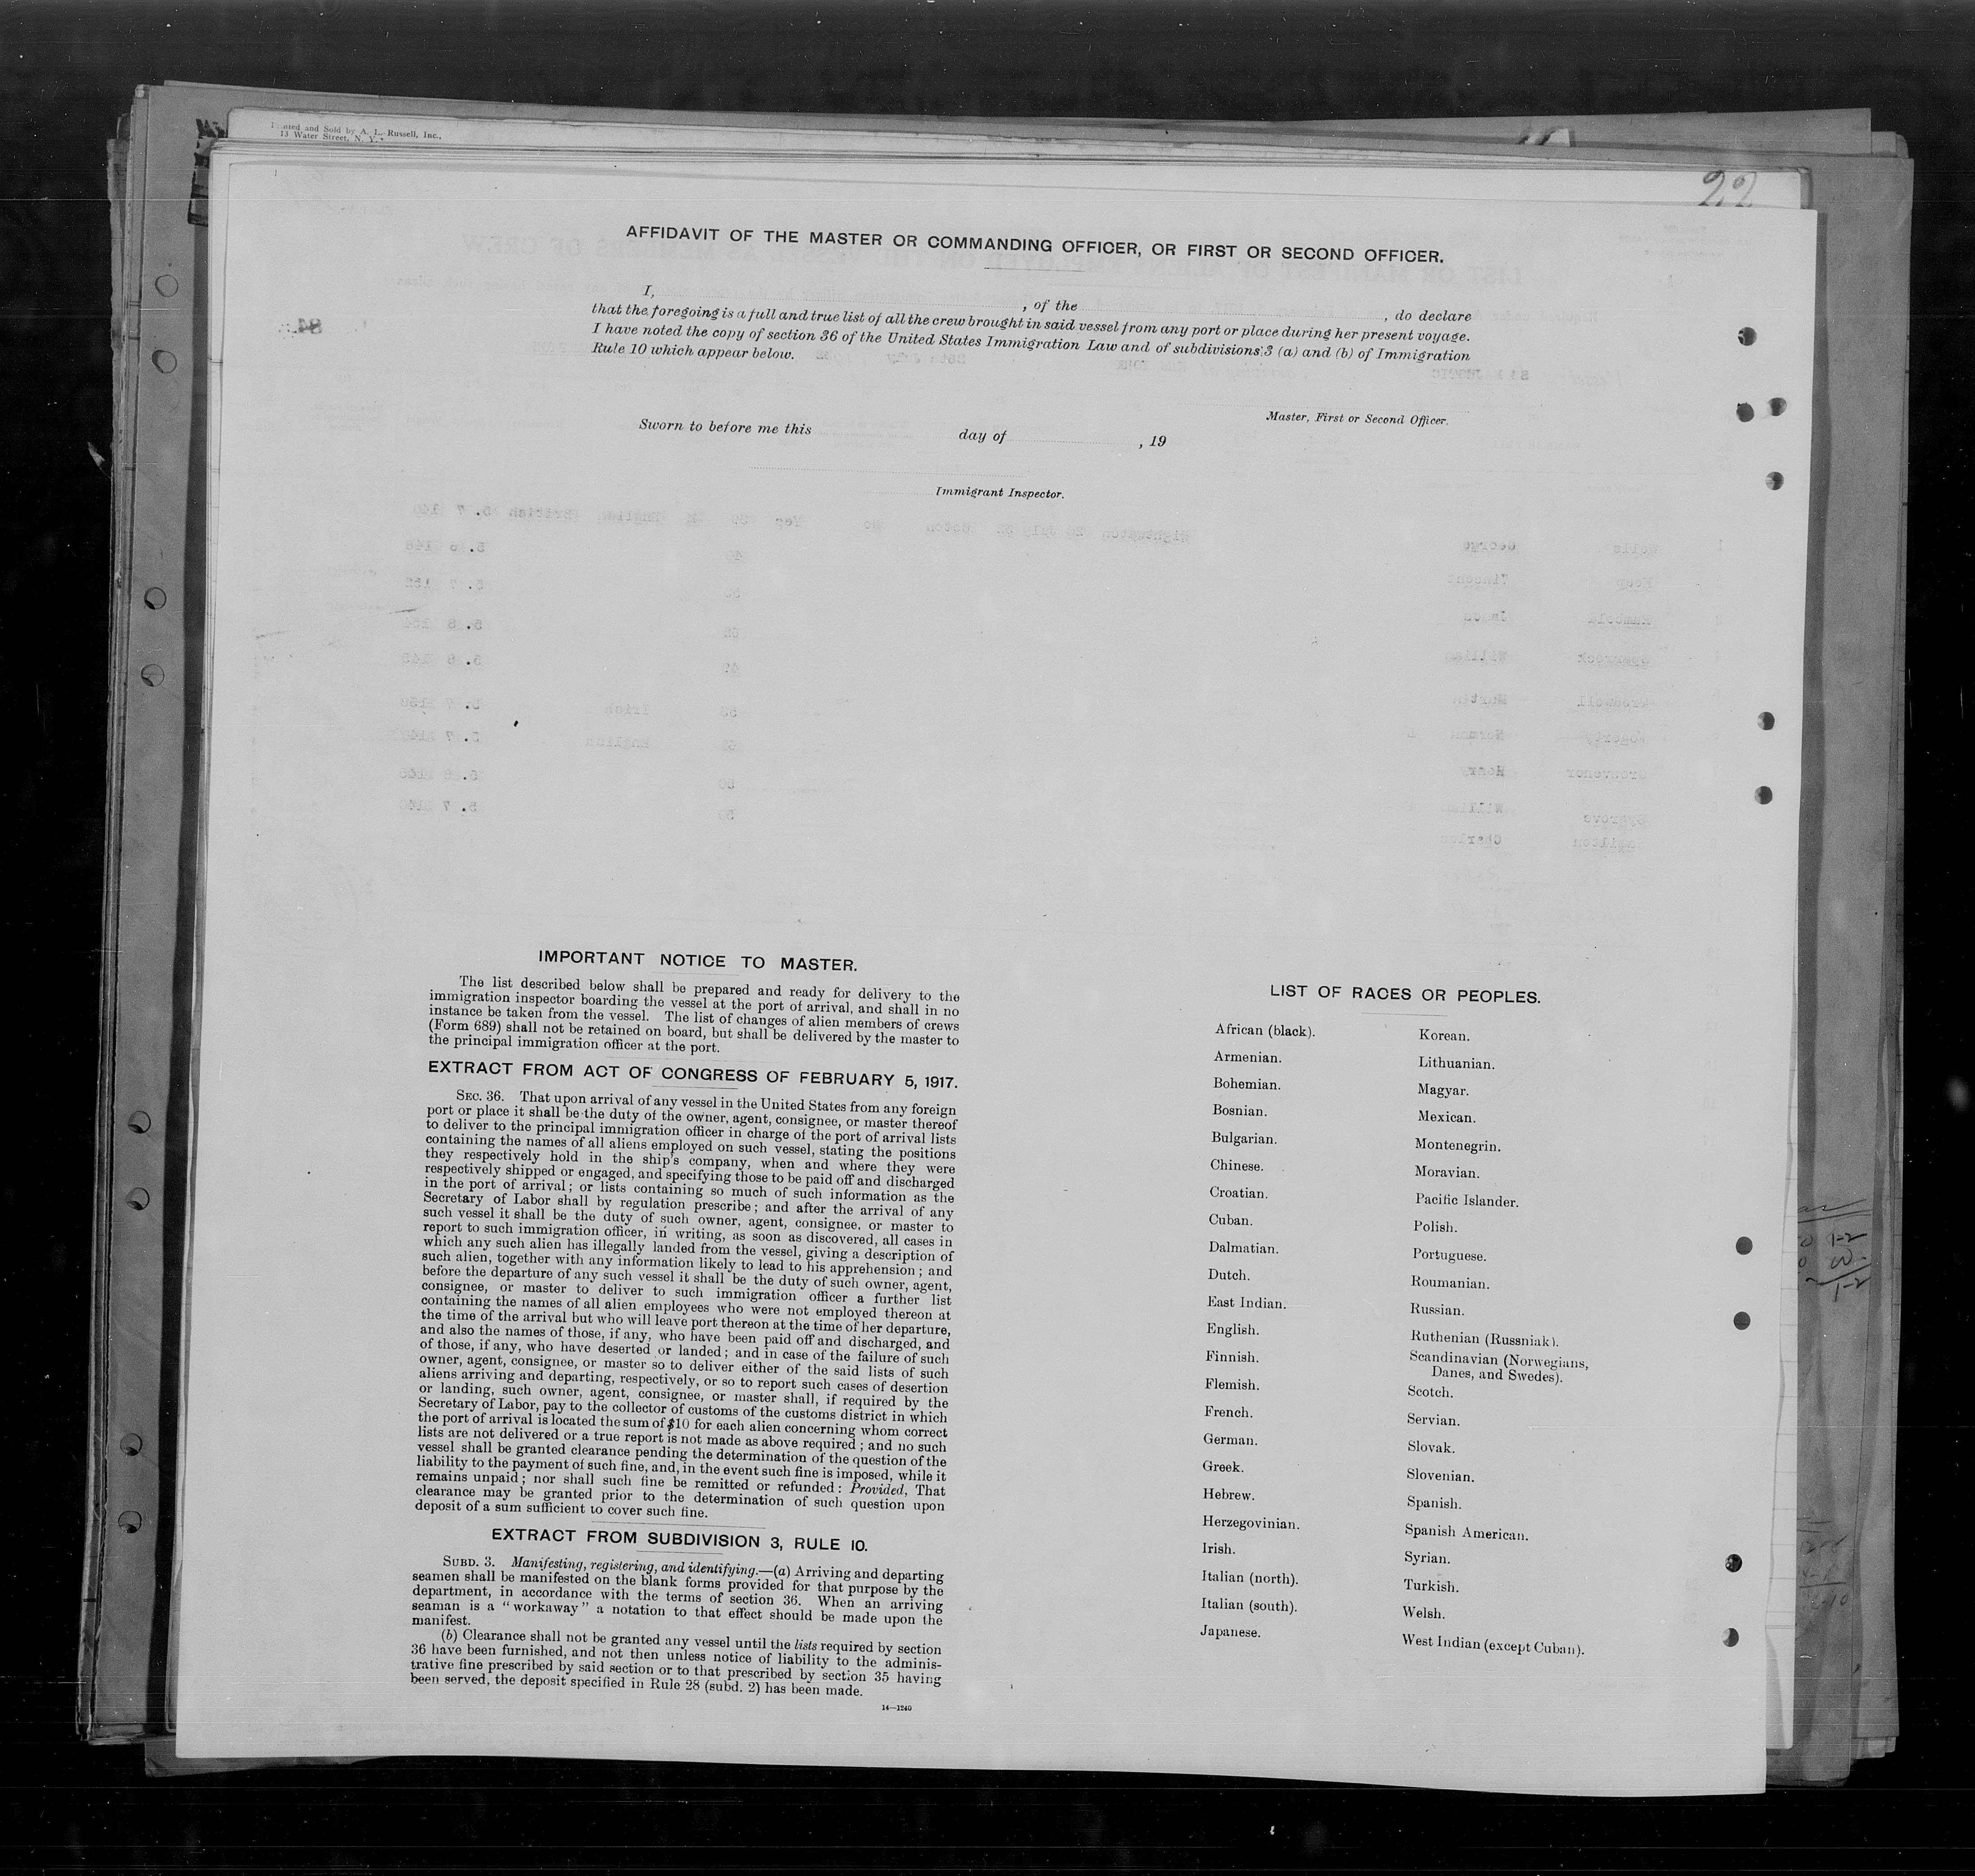 Printed and Sold by A. L. Russell, Inc.,
13 Water Street, N. Y.
22
AFFIDAVIT OF THE MASTER OR COMMANDING OFFICER, OR FIRST OR SECOND OFFICER.
I, , of the , do declare
that the foregoing is a full and true list of all the crew brought in said vessel from any port or place during her present voyage.
I have noted the copy of section 36 of the United States Immigration Law and of subdivisions 3 (a) and (b) of Immigration
Rule 10 which appear below.
Master, First or Second Officer.
Sworn to before me this day of , 19
Immigrant Inspector.
IMPORTANT NOTICE TO MASTER.
The list described below shall be prepared and ready for delivery to the
immigration inspector boarding the vessel at the port of arrival, and shall in no
instance be taken from the vessel. The list of changes of alien members of crews
(Form 689) shall not be retained on board, but shall be delivered by the master to
the principal immigration officer at the port.
EXTRACT FROM ACT OF CONGRESS OF FEBRUARY 5, 1917.
SEC. 36. That upon arrival of any vessel in the United States from any foreign
port or place it shall be the duty of the owner, agent, consignee, or master thereof
to deliver to the principal immigration officer in charge of the port of arrival lists
containing the names of all aliens employed on such vessel, stating the positions
they respectively hold in the ship's company, when and where they were
respectively shipped or engaged, and specifying those to be paid off and discharged
in the port of arrival; or lists containing so much of such information as the
Secretary of Labor shall by regulation prescribe; and after the arrival of any
such vessel it shall be the duty of such owner, agent, consignee, or master to
report to such immigration officer, in writing, as soon as discovered, all cases in
which any such alien has illegally landed from the vessel, giving a description of
such alien, together with any information likely to lead to his apprehension; and
before the departure of any such vessel it shall be the duty of such owner, agent,
consignee, or master to deliver to such immigration officer a further list
containing the names of all alien employees who were not employed thereon at
the time of the arrival but who will leave port thereon at the time of her departure,
and also the names of those, if any, who have been paid off and discharged, and
of those, if any, who have deserted or landed; and in case of the failure of such
owner, agent, consignee, or master so to deliver either of the said lists of such
aliens arriving and departing, respectively, or so to report such cases of desertion
or landing, such owner, agent, consignee, or master shall, if required by the
Secretary of Labor, pay to the collector of customs of the customs district in which
the port of arrival is located the sum of $10 for each alien concerning whom correct
lists are not delivered or a true report is not made as above required; and no such
vessel shall be granted clearance pending the determination of the question of the
liability to the payment of such fine, and, in the event such fine is imposed, while it
remains unpaid; nor shall such fine be remitted or refunded: Provided, That
clearance may be granted prior to the determination of such question upon
deposit of a sum sufficient to cover such fine.
EXTRACT FROM SUBDIVISION 3, RULE 10.
SUBD. 3. Manifesting, registering, and identifying.—(a) Arriving and departing
seamen shall be manifested on the blank forms provided for that purpose by the
department, in accordance with the terms of section 36. When an arriving
seaman is a "workaway" a notation to that effect should be made upon the
manifest.
(b) Clearance shall not be granted any vessel until the lists required by section
36 have been furnished, and not then unless notice of liability to the adminis-
trative fine prescribed by said section or to that prescribed by section 35 having
been served, the deposit specified in Rule 28 (subd. 2) has been made.
14—1240
LIST OF RACES OR PEOPLES.
African (black).
Armenian.
Bohemian.
Bosnian.
Bulgarian.
Chinese.
Croatian.
Cuban.
Dalmatian.
Dutch.
East Indian.
English.
Finnish.
Flemish.
French.
German.
Greek.
Hebrew.
Herzegovinian.
Irish.
Italian (north).
Italian (south).
Japanese.
Korean.
Lithuanian.
Magyar.
Mexican.
Montenegrin.
Moravian.
Pacific Islander.
Polish.
Portuguese.
Roumanian.
Russian.
Ruthenian (Russniak).
Scandinavian (Norwegians,
Danes, and Swedes).
Scotch.
Servian.
Slovak.
Slovenian.
Spanish.
Spanish American.
Syrian.
Turkish.
Welsh.
West Indian (except Cuban).